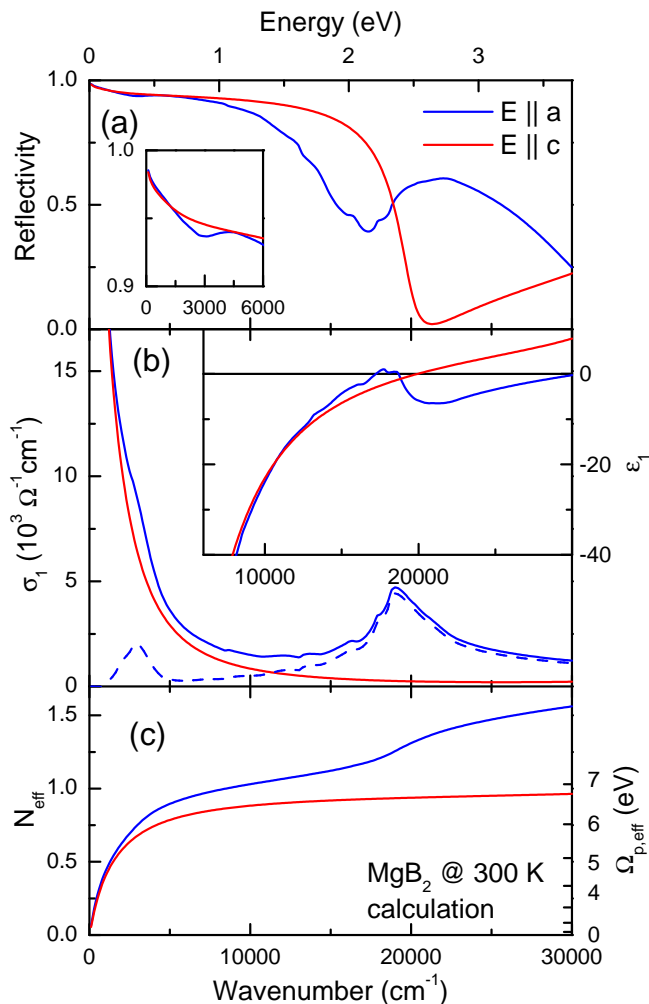 Energy (eV)
0 1 2 3
1.0
0.5
0.0
Reflectivity
(a)
E || a
E || c
1.0
0.9
0 3000 6000
(b)
15
10
5
0
σ₁ (10³ Ω⁻¹cm⁻¹)
0
-20
-40
ε₁
10000 20000
(c)
1.5
1.0
0.5
0.0
N_eff
7
6
5
4
0
Ω_p,eff (eV)
MgB₂ @ 300 K
calculation
0 10000 20000 30000
Wavenumber (cm⁻¹)